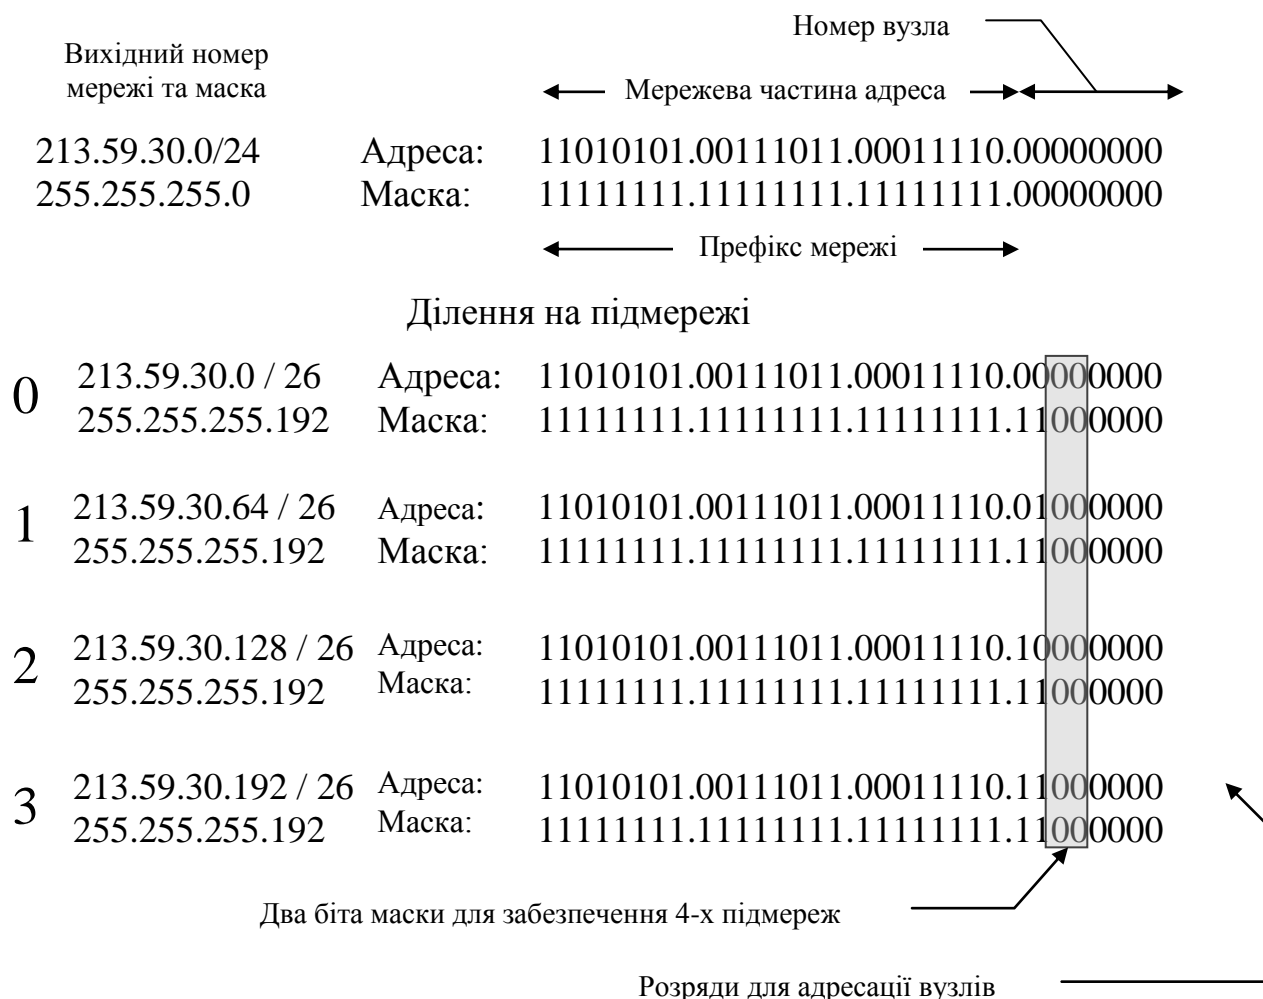 Номер вузла
Вихідний номер
мережі та маска
Мережева частина адреса
213.59.30.0/24 Адреса: 11010101.00111011.00011110.00000000
255.255.255.0 Маска: 11111111.11111111.11111111.00000000
Префікс мережі
Ділення на підмережі
0 213.59.30.0 / 26 Адреса: 11010101.00111011.00011110.00000000
255.255.255.192 Маска: 11111111.11111111.11111111.11000000
1 213.59.30.64 / 26 Адреса: 11010101.00111011.00011110.01000000
255.255.255.192 Маска: 11111111.11111111.11111111.11000000
2 213.59.30.128 / 26 Адреса: 11010101.00111011.00011110.10000000
255.255.255.192 Маска: 11111111.11111111.11111111.11000000
3 213.59.30.192 / 26 Адреса: 11010101.00111011.00011110.11000000
255.255.255.192 Маска: 11111111.11111111.11111111.11000000
Два біта маски для забезпечення 4-х підмереж
Розряди для адресації вузлів